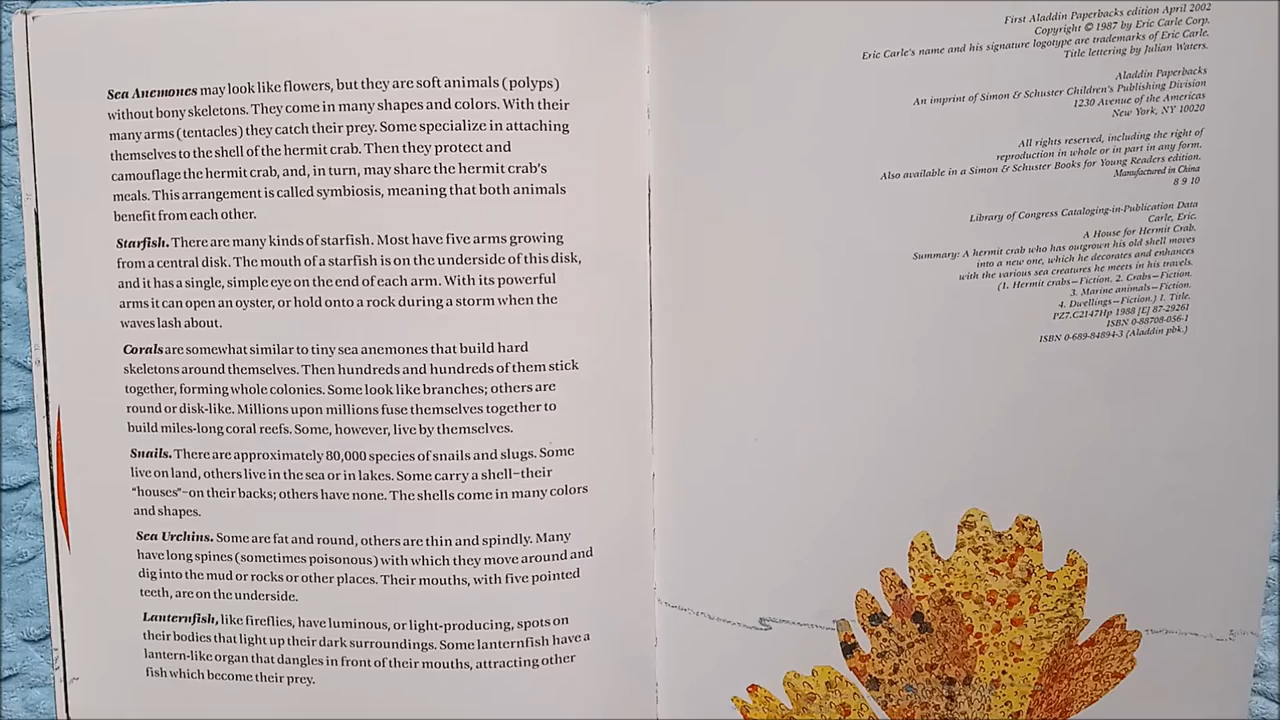 Sea Anemones may look like flowers, but they are soft animals (polyps)
without bony skeletons. They come in many shapes and colors. With their
many arms (tentacles) they catch their prey. Some specialize in attaching
themselves to the shell of the hermit crab. Then they protect and
camouflage the hermit crab, and, in turn, may share the hermit crab's
meals. This arrangement is called symbiosis, meaning that both animals
benefit from each other.
Starfish. There are many kinds of starfish. Most have five arms growing
from a central disk. The mouth of a starfish is on the underside of this disk,
and it has a single, simple eye on the end of each arm. With its powerful
arms it can open an oyster, or hold onto a rock during a storm when the
waves lash about.
Corals are somewhat similar to tiny sea anemones that build hard
skeletons around themselves. Then hundreds and hundreds of them stick
together, forming whole colonies. Some look like branches; others are
round or disk-like. Millions upon millions fuse themselves together to
build miles-long coral reefs. Some, however, live by themselves.
Snails. There are approximately 80,000 species of snails and slugs. Some
live on land, others live in the sea or in lakes. Some carry a shell–their
"houses"–on their backs; others have none. The shells come in many colors
and shapes.
Sea Urchins. Some are fat and round, others are thin and spindly. Many
have long spines (sometimes poisonous) with which they move around and
dig into the mud or rocks or other places. Their mouths, with five pointed
teeth, are on the underside.
Lanternfish, like fireflies, have luminous, or light-producing, spots on
their bodies that light up their dark surroundings. Some lanternfish have a
lantern-like organ that dangles in front of their mouths, attracting other
fish which become their prey.
First Aladdin Paperbacks edition April 2002
Copyright © 1987 by Eric Carle Corp.
Eric Carle's name and his signature logotype are trademarks of Eric Carle.
Title lettering by Julian Waters.
Aladdin Paperbacks
An imprint of Simon & Schuster Children's Publishing Division
1230 Avenue of the Americas
New York, NY 10020
All rights reserved, including the right of
reproduction in whole or in part in any form.
Also available in a Simon & Schuster Books for Young Readers edition.
Manufactured in China
8 9 10
Library of Congress Cataloging-in-Publication Data
Carle, Eric.
A House for Hermit Crab.
Summary: A hermit crab who has outgrown his old shell moves
into a new one, which he decorates and enhances
with the various sea creatures he meets in his travels.
(1. Hermit crabs—Fiction. 2. Crabs—Fiction.
3. Marine animals—Fiction.
4. Dwellings—Fiction.) I. Title.
PZ7.C2147Hp 1988 [E] 87-29261
ISBN 0-88708-056-1
ISBN 0-689-84894-3 (Aladdin pbk.)